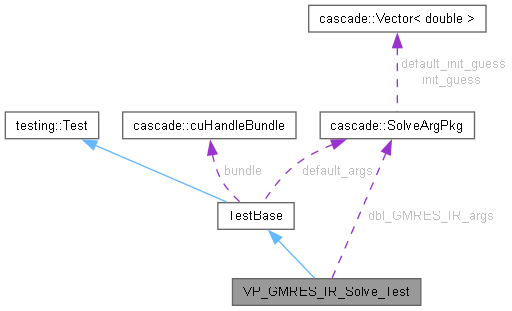 cascade::Vector< double >
default_init_guess
init_guess
testing::Test
cascade::cuHandleBundle
cascade::SolveArgPkg
bundle
default_args
TestBase
dbl_GMRES_IR_args
VP_GMRES_IR_Solve_Test